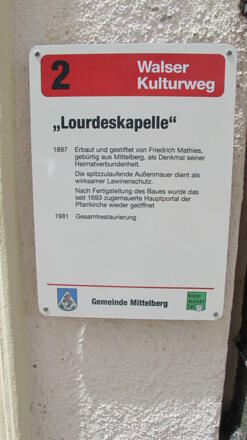 2
Walser
Kulturweg
„Lourdeskapelle"
1897 Erbaut und gestiftet von Friedrich Mathies,
gebürtig aus Mittelberg, als Denkmal seiner
Heimatverbundenheit.
Die spitzzulaufende Außenmauer dient als
wirksamer Lawinenschutz.
Nach Fertigstellung des Baues wurde das
seit 1693 zugemauerte Hauptportal der
Pfarrkirche wieder geöffnet
1981 Gesamtrestaurierung
Gemeinde Mittelberg